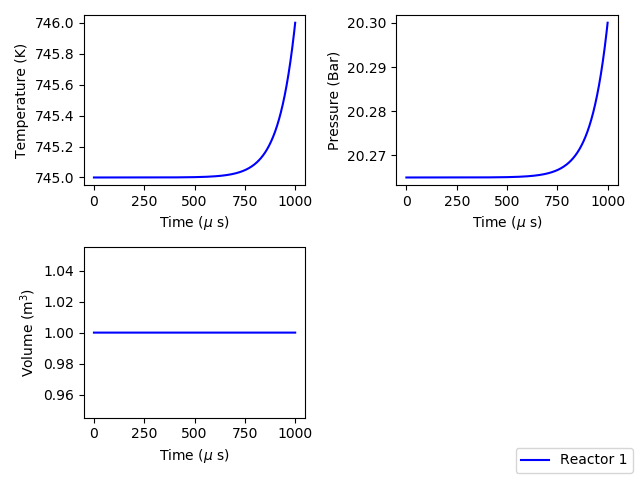 746.0
745.8
745.6
745.4
745.2
745.0
Temperature (K)
0 250 500 750 1000
Time (μ s)
20.30
20.29
20.28
20.27
Pressure (Bar)
0 250 500 750 1000
Time (μ s)
1.04
1.02
1.00
0.98
0.96
Volume (m³)
0 250 500 750 1000
Time (μ s)
Reactor 1